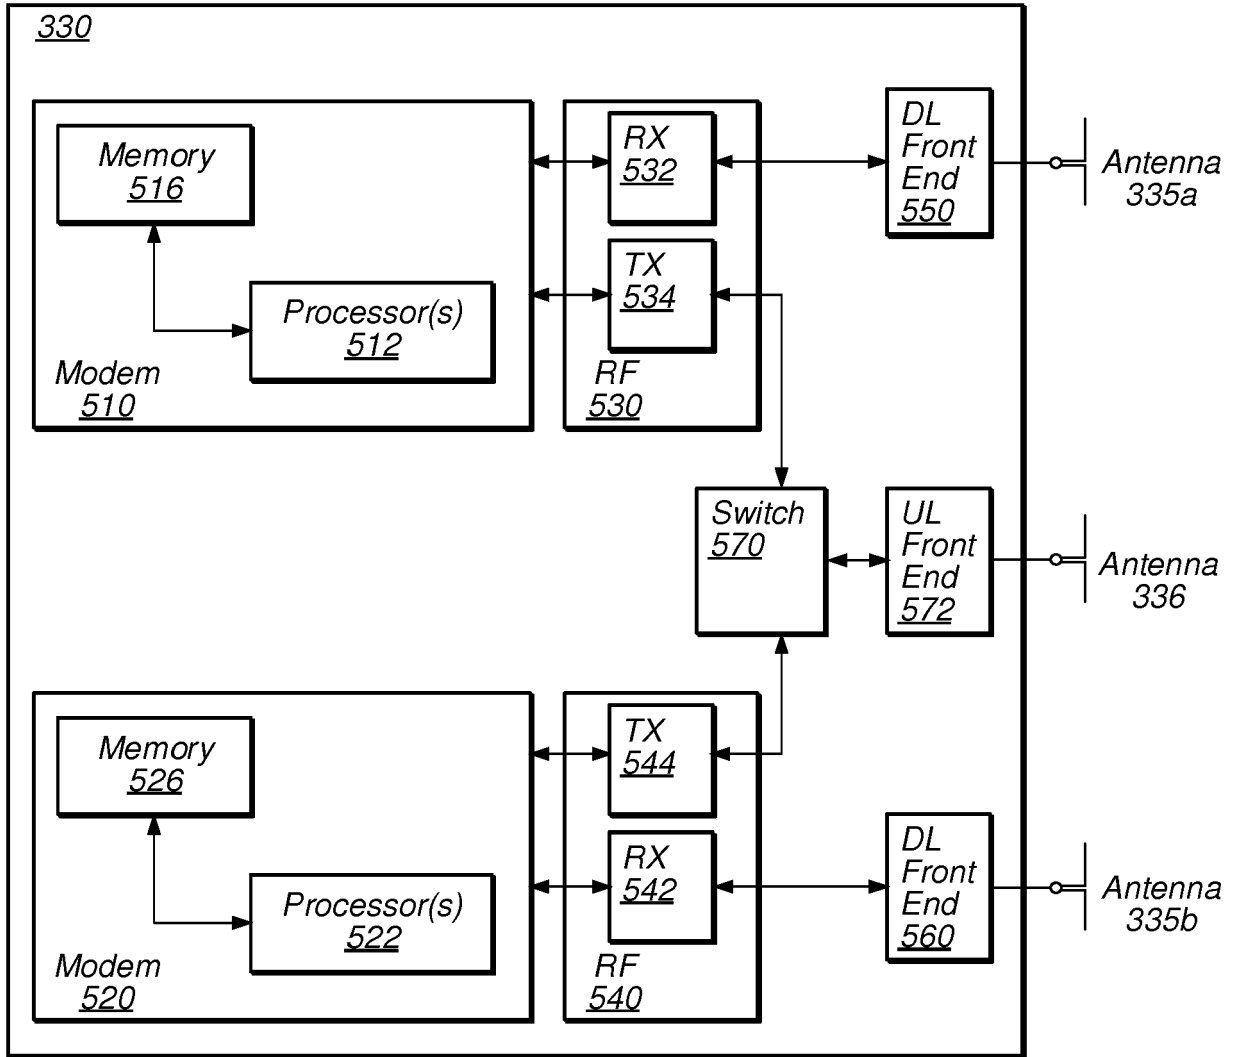 330
Memory
516
Processor(s)
512
Modem
510
RX
532
TX
534
RF
530
DL
Front
End
550
Antenna
335a
Switch
570
UL
Front
End
572
Antenna
336
Memory
526
Processor(s)
522
Modem
520
TX
544
RX
542
RF
540
DL
Front
End
560
Antenna
335b